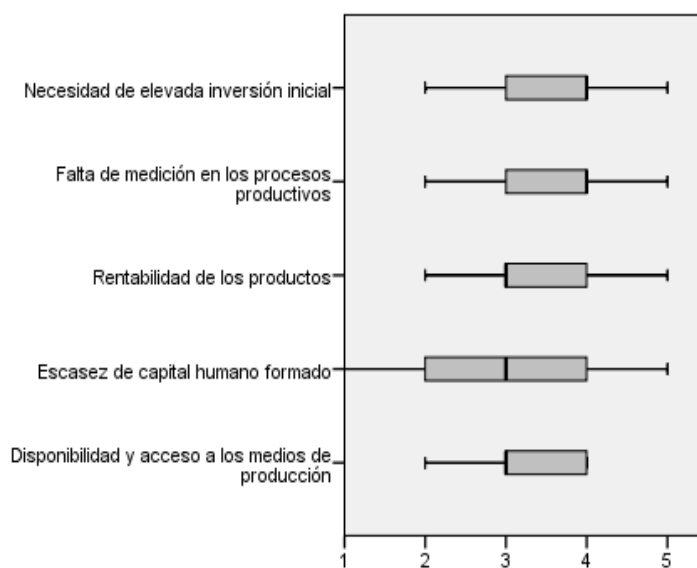 Necesidad de elevada inversión inicial
Falta de medición en los procesos
productivos
Rentabilidad de los productos
Escasez de capital humano formado
Disponibilidad y acceso a los medios de
producción
1 2 3 4 5